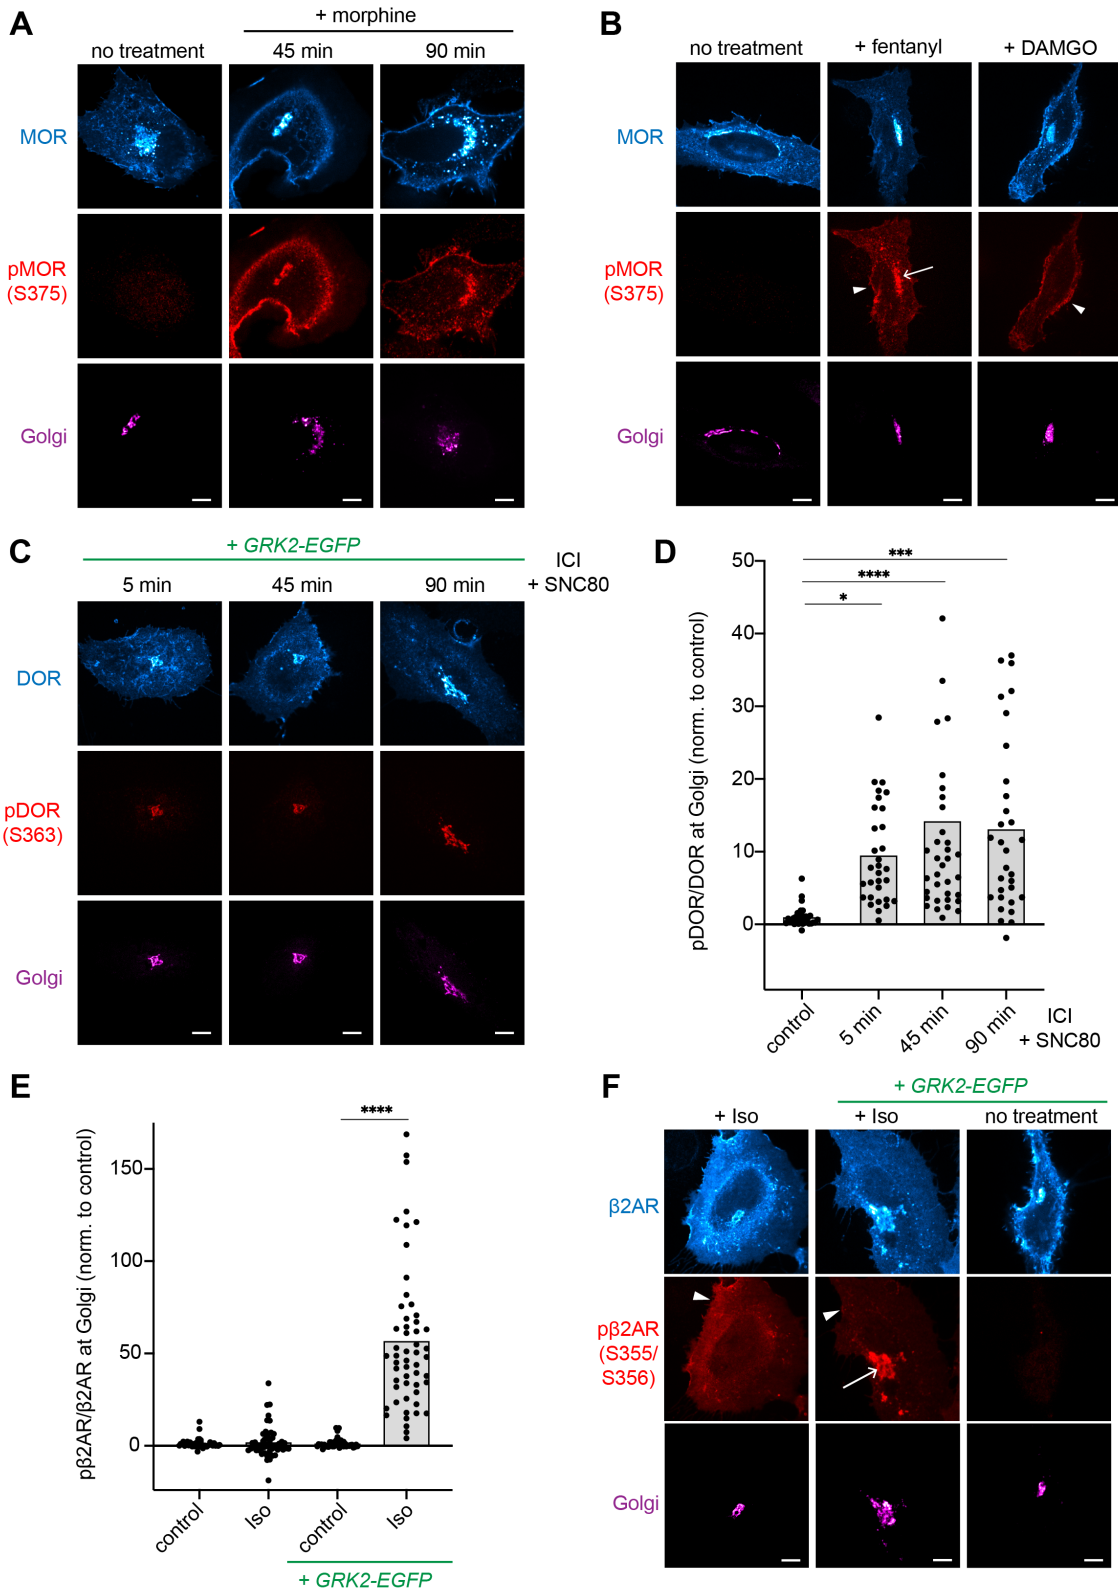 A
+ morphine
no treatment
45 min
90 min
MOR
pMOR
(S375)
Golgi
B
no treatment
+ fentanyl
+ DAMGO
MOR
pMOR
(S375)
Golgi
C
+ GRK2-EGFP
5 min
45 min
90 min
ICI
+ SNC80
DOR
pDOR
(S363)
Golgi
D
pDOR/DOR at Golgi (norm. to control)
50
40
30
20
10
0
***
****
*
control
5 min
45 min
90 min
ICI
+ SNC80
E
pβ2AR/β2AR at Golgi (norm. to control)
150
100
50
0
****
control
Iso
control
Iso
+ GRK2-EGFP
F
+ GRK2-EGFP
+ Iso
+ Iso
no treatment
β2AR
pβ2AR
(S355/
S356)
Golgi